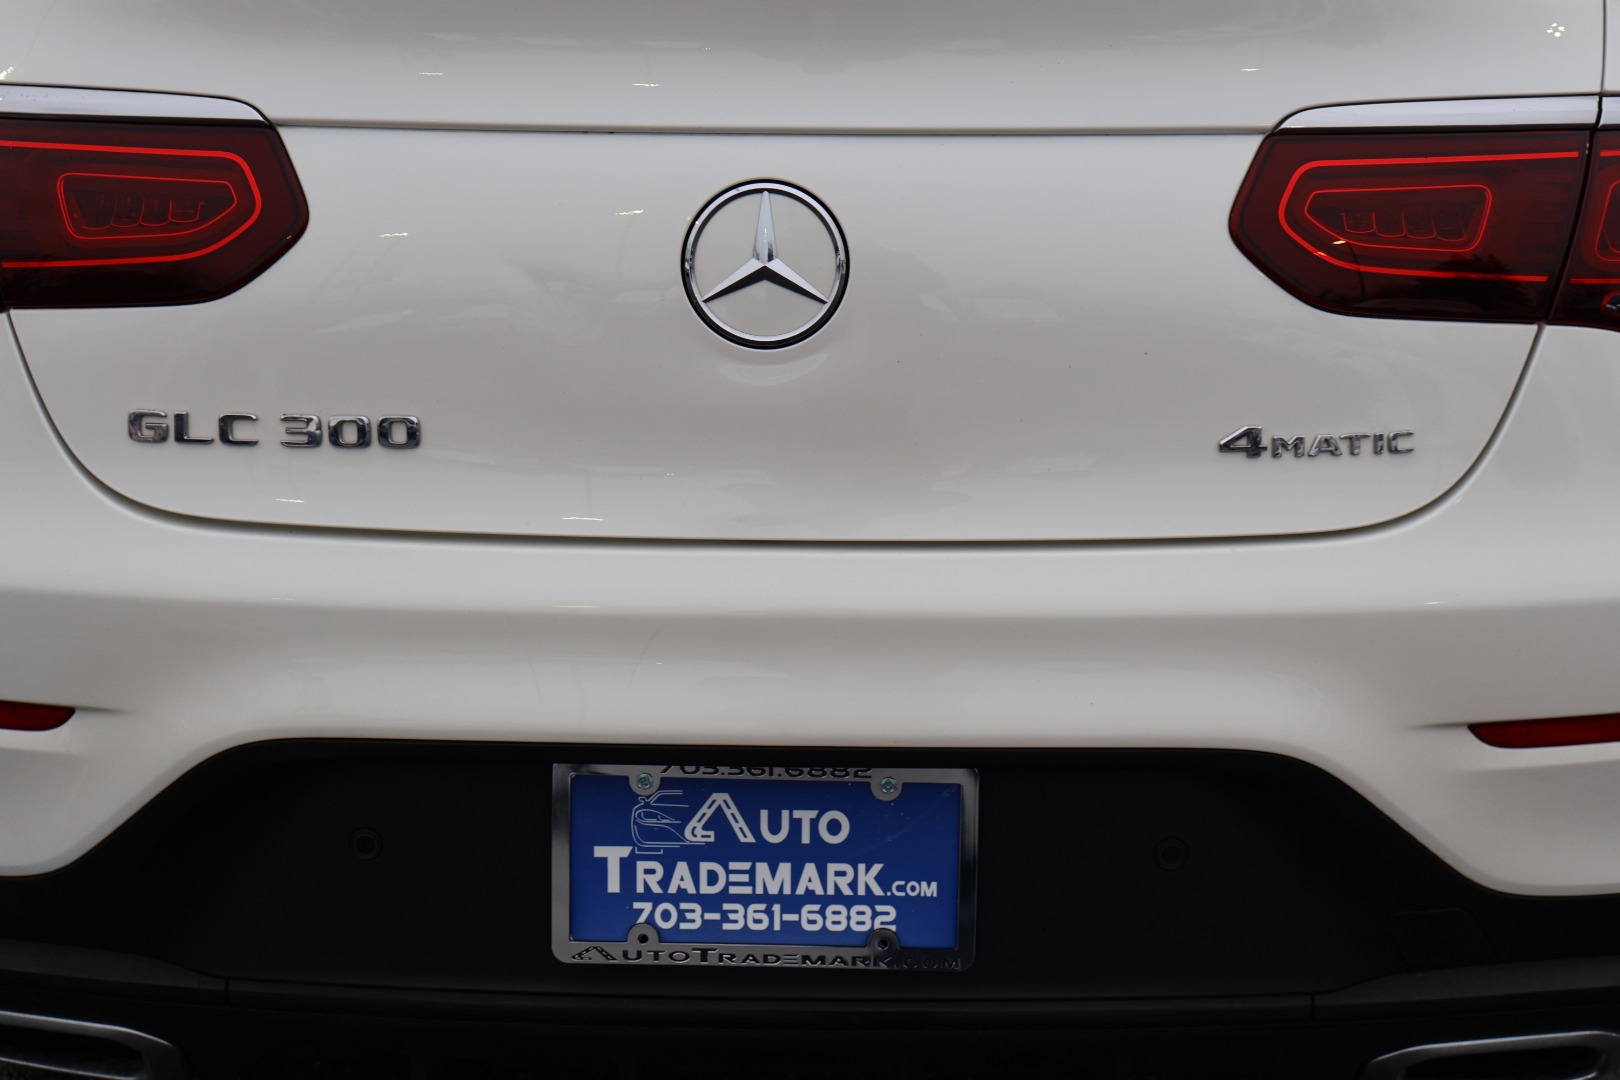 GLC 300
4MATIC
703.361.6882
AUTO
TRADEMARK.COM
703-361-6882
AUTOTRADEMARK.COM